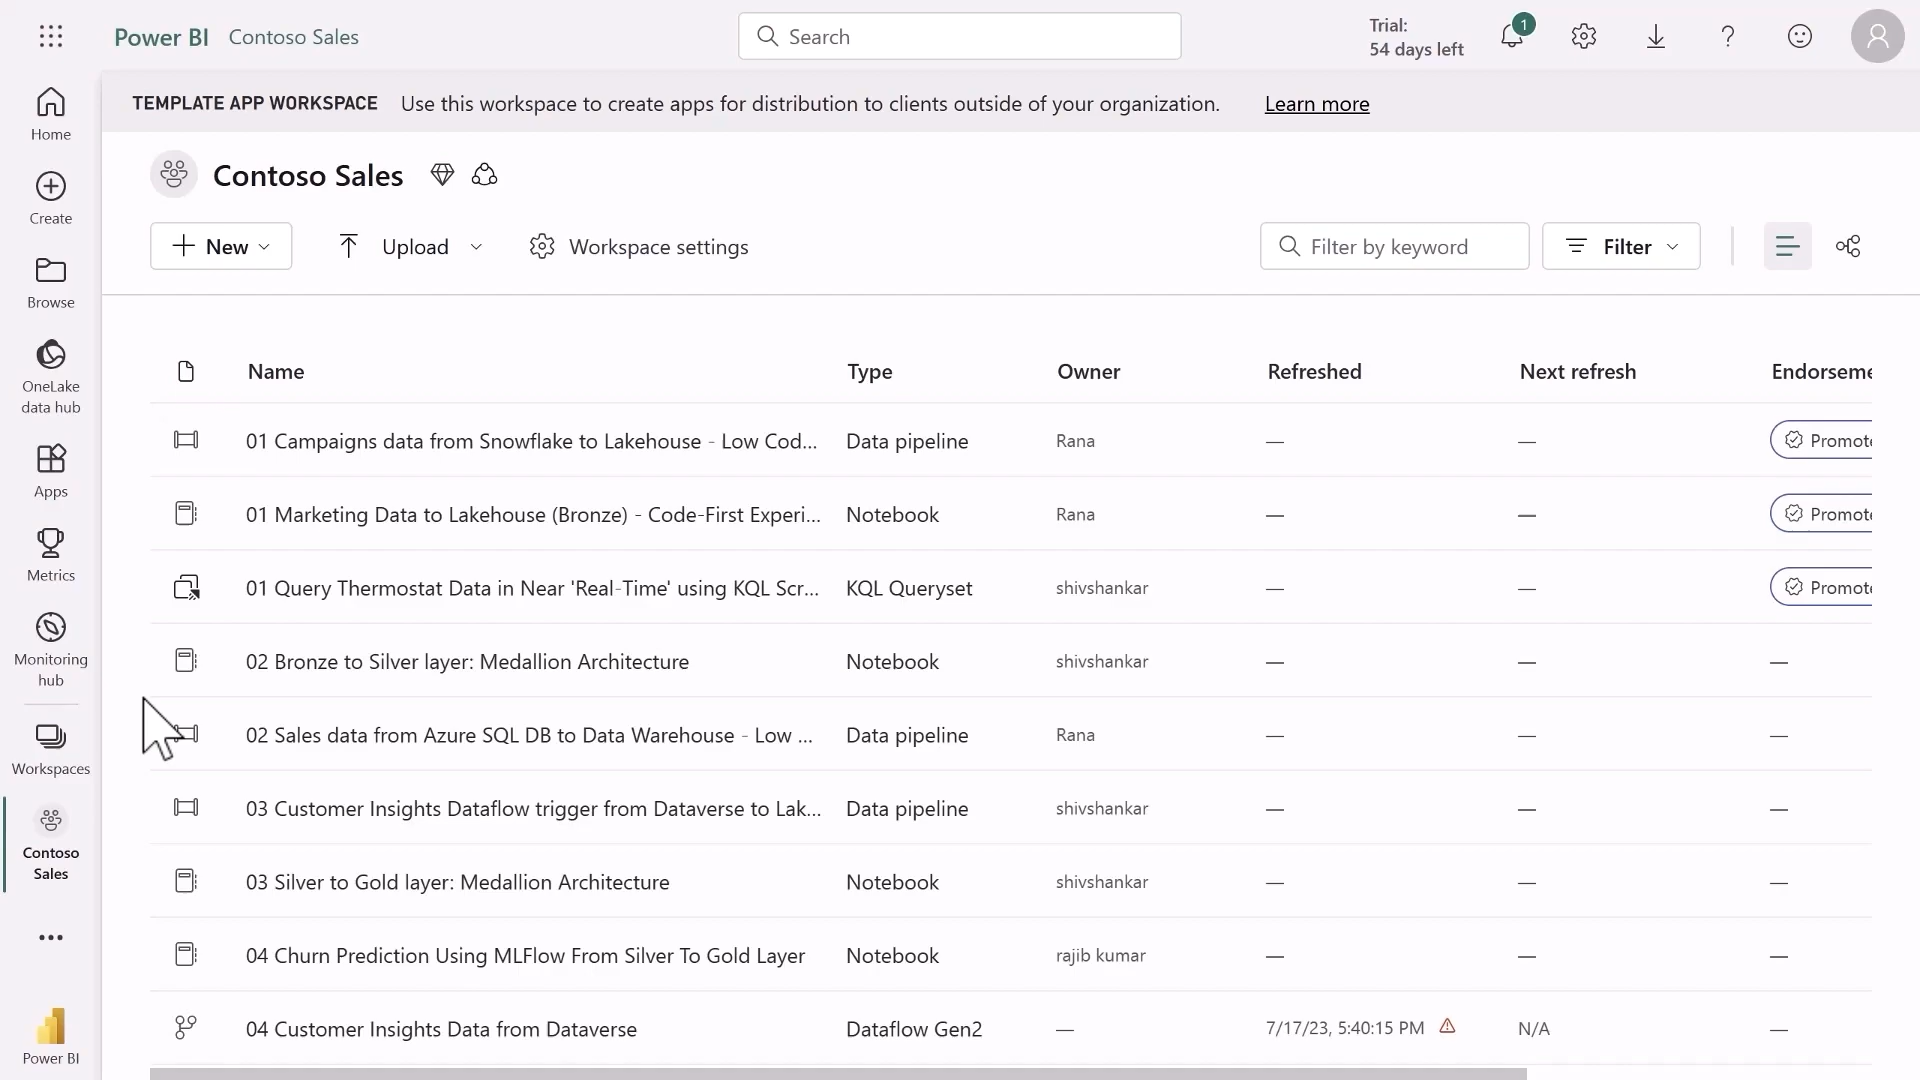 Power BI
Contoso Sales
Search
Trial:
54 days left
1
Home
Create
Browse
OneLake
data hub
Apps
Metrics
Monitoring
hub
Workspaces
Contoso
Sales
Power BI
TEMPLATE APP WORKSPACE Use this workspace to create apps for distribution to clients outside of your organization. Learn more
Contoso Sales
New
Upload
Workspace settings
Filter by keyword
Filter
Name Type Owner Refreshed Next refresh Endorseme
01 Campaigns data from Snowflake to Lakehouse - Low Cod... Data pipeline Rana — — Promote
01 Marketing Data to Lakehouse (Bronze) - Code-First Experi... Notebook Rana — — Promote
01 Query Thermostat Data in Near 'Real-Time' using KQL Scr... KQL Queryset shivshankar — — Promote
02 Bronze to Silver layer: Medallion Architecture Notebook shivshankar — — —
02 Sales data from Azure SQL DB to Data Warehouse - Low ... Data pipeline Rana — — —
03 Customer Insights Dataflow trigger from Dataverse to Lak... Data pipeline shivshankar — — —
03 Silver to Gold layer: Medallion Architecture Notebook shivshankar — — —
04 Churn Prediction Using MLFlow From Silver To Gold Layer Notebook rajib kumar — — —
04 Customer Insights Data from Dataverse Dataflow Gen2 — 7/17/23, 5:40:15 PM N/A —